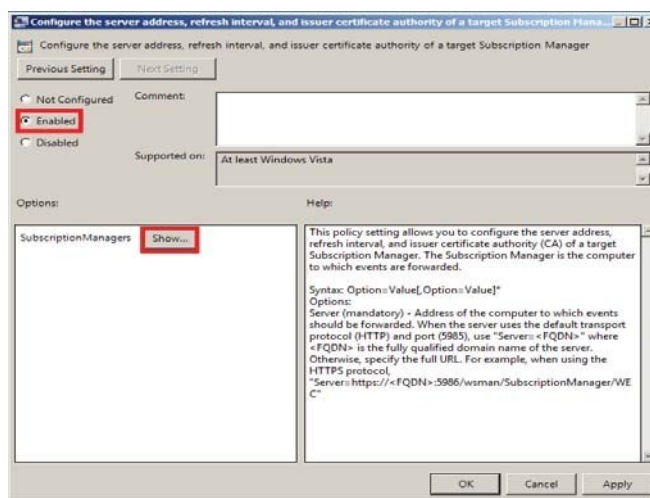 Configure the server address, refresh interval, and issuer certificate authority of a target Subscription Mana...
Configure the server address, refresh interval, and issuer certificate authority of a target Subscription Manager
Previous Setting
Next Setting
Not Configured
Comment:
Enabled
Disabled
Supported on:
At least Windows Vista
Options:
Help:
SubscriptionManagers
Show...
This policy setting allows you to configure the server address,
refresh interval, and issuer certificate authority (CA) of a target
Subscription Manager. The Subscription Manager is the computer
to which events are forwarded.
Syntax: Option=Value[,Option=Value]*
Options:
Server (mandatory) - Address of the computer to which events
should be forwarded. When the server uses the default transport
protocol (HTTP) and port (5985), use "Server=<FQDN>" where
<FQDN> is the fully qualified domain name of the server.
Otherwise, specify the full URL. For example, when using the
HTTPS protocol,
"Server=https://<FQDN>:5986/wsman/SubscriptionManager/WE
C"
OK
Cancel
Apply